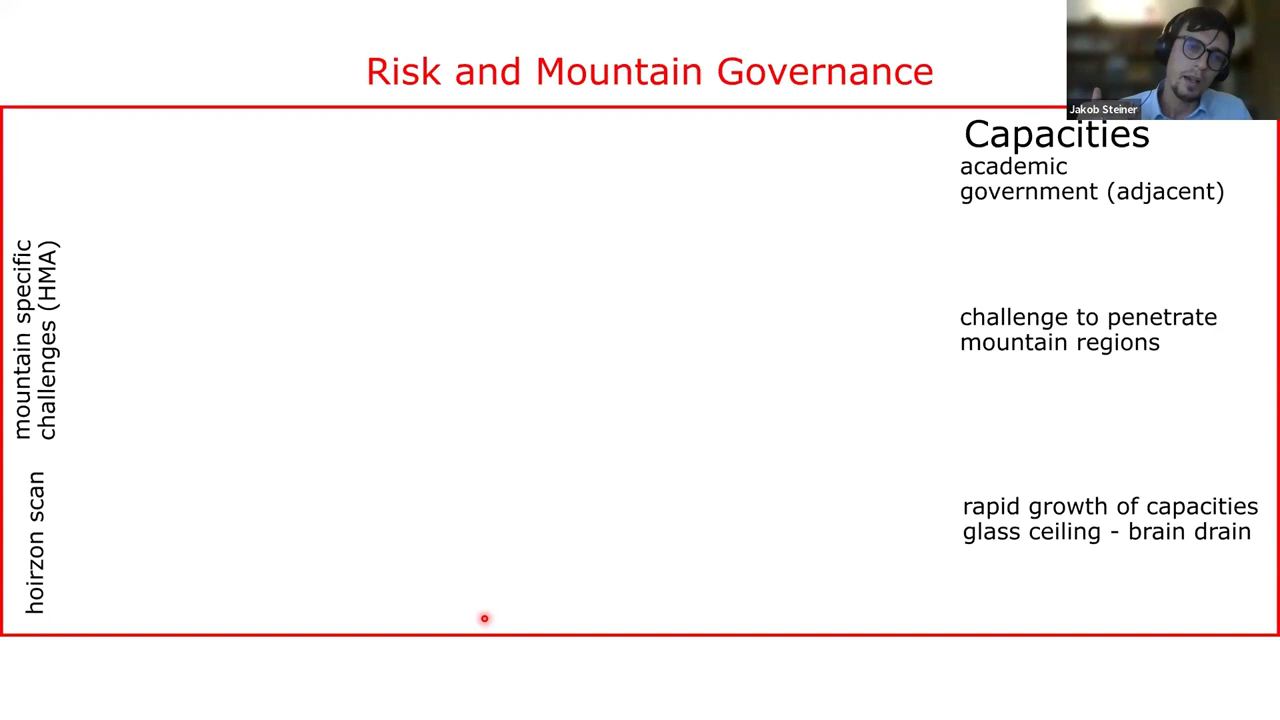 Risk and Mountain Governance
Jakob Steiner
Capacities
academic
government (adjacent)
mountain specific
challenges (HMA)
challenge to penetrate
mountain regions
hoirzon scan
rapid growth of capacities
glass ceiling - brain drain